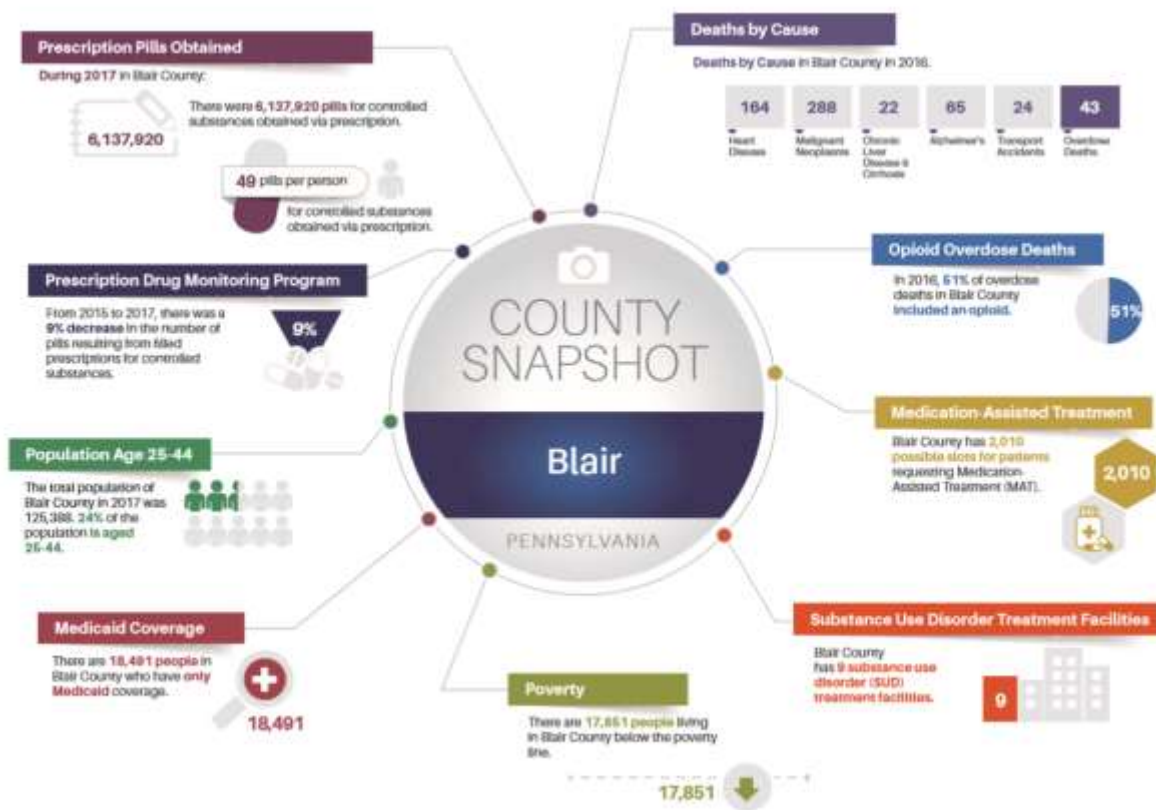 Prescription Pills Obtained
During 2017 in Blair County:
There were 6,137,920 pills for controlled
substances obtained via prescription.
6,137,920
49 pills per person
for controlled substances
obtained via prescription.
Deaths by Cause
Deaths by Cause in Blair County in 2016.
164 288 22 65 24 43
Heart
Disease
Malignant
Neoplasms
Chronic
Liver
Disease &
Cirrhosis
Alzheimer's
Transport
Accidents
Overdose
Deaths
Prescription Drug Monitoring Program
From 2015 to 2017, there was a
9% decrease in the number of
pills resulting from filled
prescriptions for controlled
substances.
9%
Opioid Overdose Deaths
In 2016, 51% of overdose
deaths in Blair County
included an opioid.
51%
COUNTY
SNAPSHOT
Blair
PENNSYLVANIA
Population Age 25-44
The total population of
Blair County in 2017 was
125,388. 24% of the
population is aged
25-44.
Medication-Assisted Treatment
Blair County has 2,010
possible slots for patients
requesting Medication-
Assisted Treatment (MAT).
2,010
Medicaid Coverage
There are 18,491 people in
Blair County who have only
Medicaid coverage.
18,491
Poverty
There are 17,851 people living
in Blair County below the poverty
line.
17,851
Substance Use Disorder Treatment Facilities
Blair County
has 9 substance use
disorder (SUD)
treatment facilities.
9